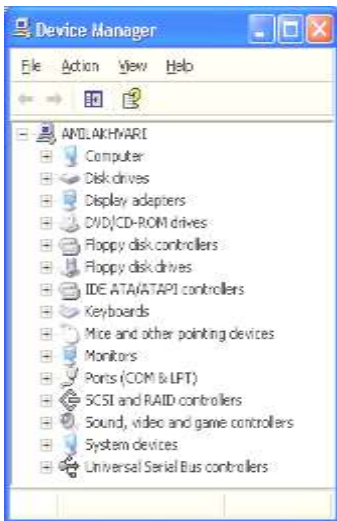 Device Manager
File Action View Help
AMILAKHVARI
Computer
Disk drives
Display adapters
DVD/CD-ROM drives
Floppy disk controllers
Floppy disk drives
IDE ATA/ATAPI controllers
Keyboards
Mice and other pointing devices
Monitors
Ports (COM & LPT)
SCSI and RAID controllers
Sound, video and game controllers
System devices
Universal Serial Bus controllers